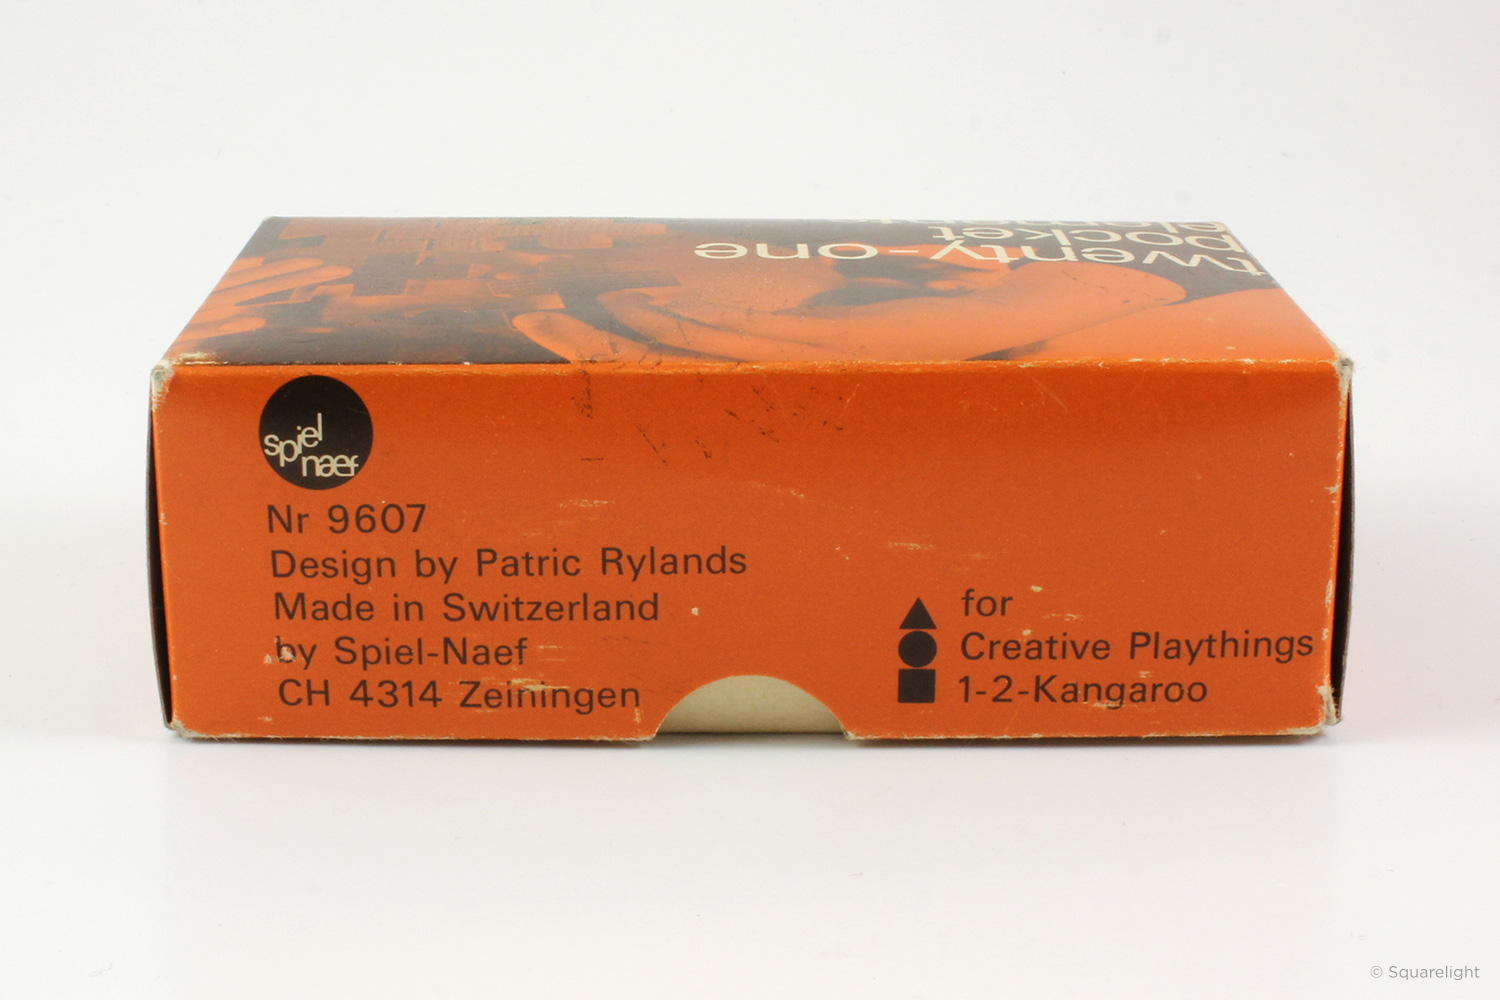 twenty-one
pocket
elements
spiel
naef
Nr 9607
Design by Patric Rylands
Made in Switzerland
by Spiel-Naef
CH 4314 Zeiningen
for
Creative Playthings
1-2-Kangaroo
© Squarelight